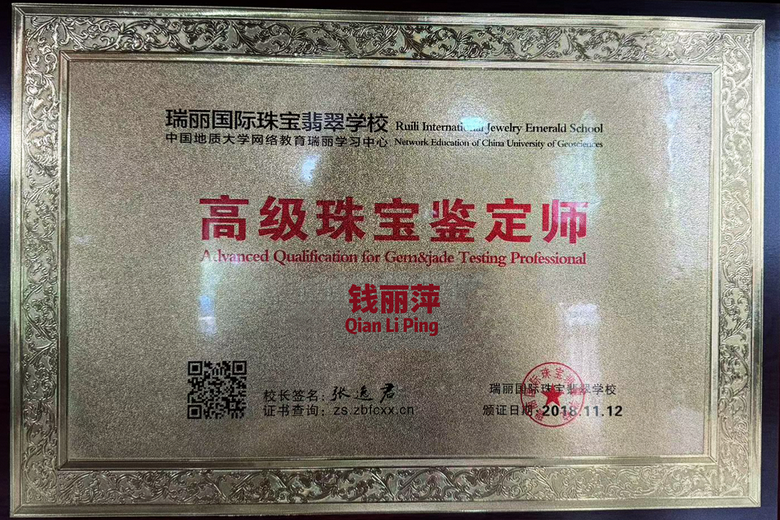 瑞丽国际珠宝翡翠学校 Ruili International Jewelry Emerald School
中国地质大学网络教育瑞丽学习中心 Network Education of China University of Geosciences
高级珠宝鉴定师
Advanced Qualification for Gem&jade Testing Professional
钱丽萍
Qian Li Ping
校长签名:
证书查询: zs.zbfcxx.cn
瑞丽国际珠宝翡翠学校
颁证日期: 2018.11.12